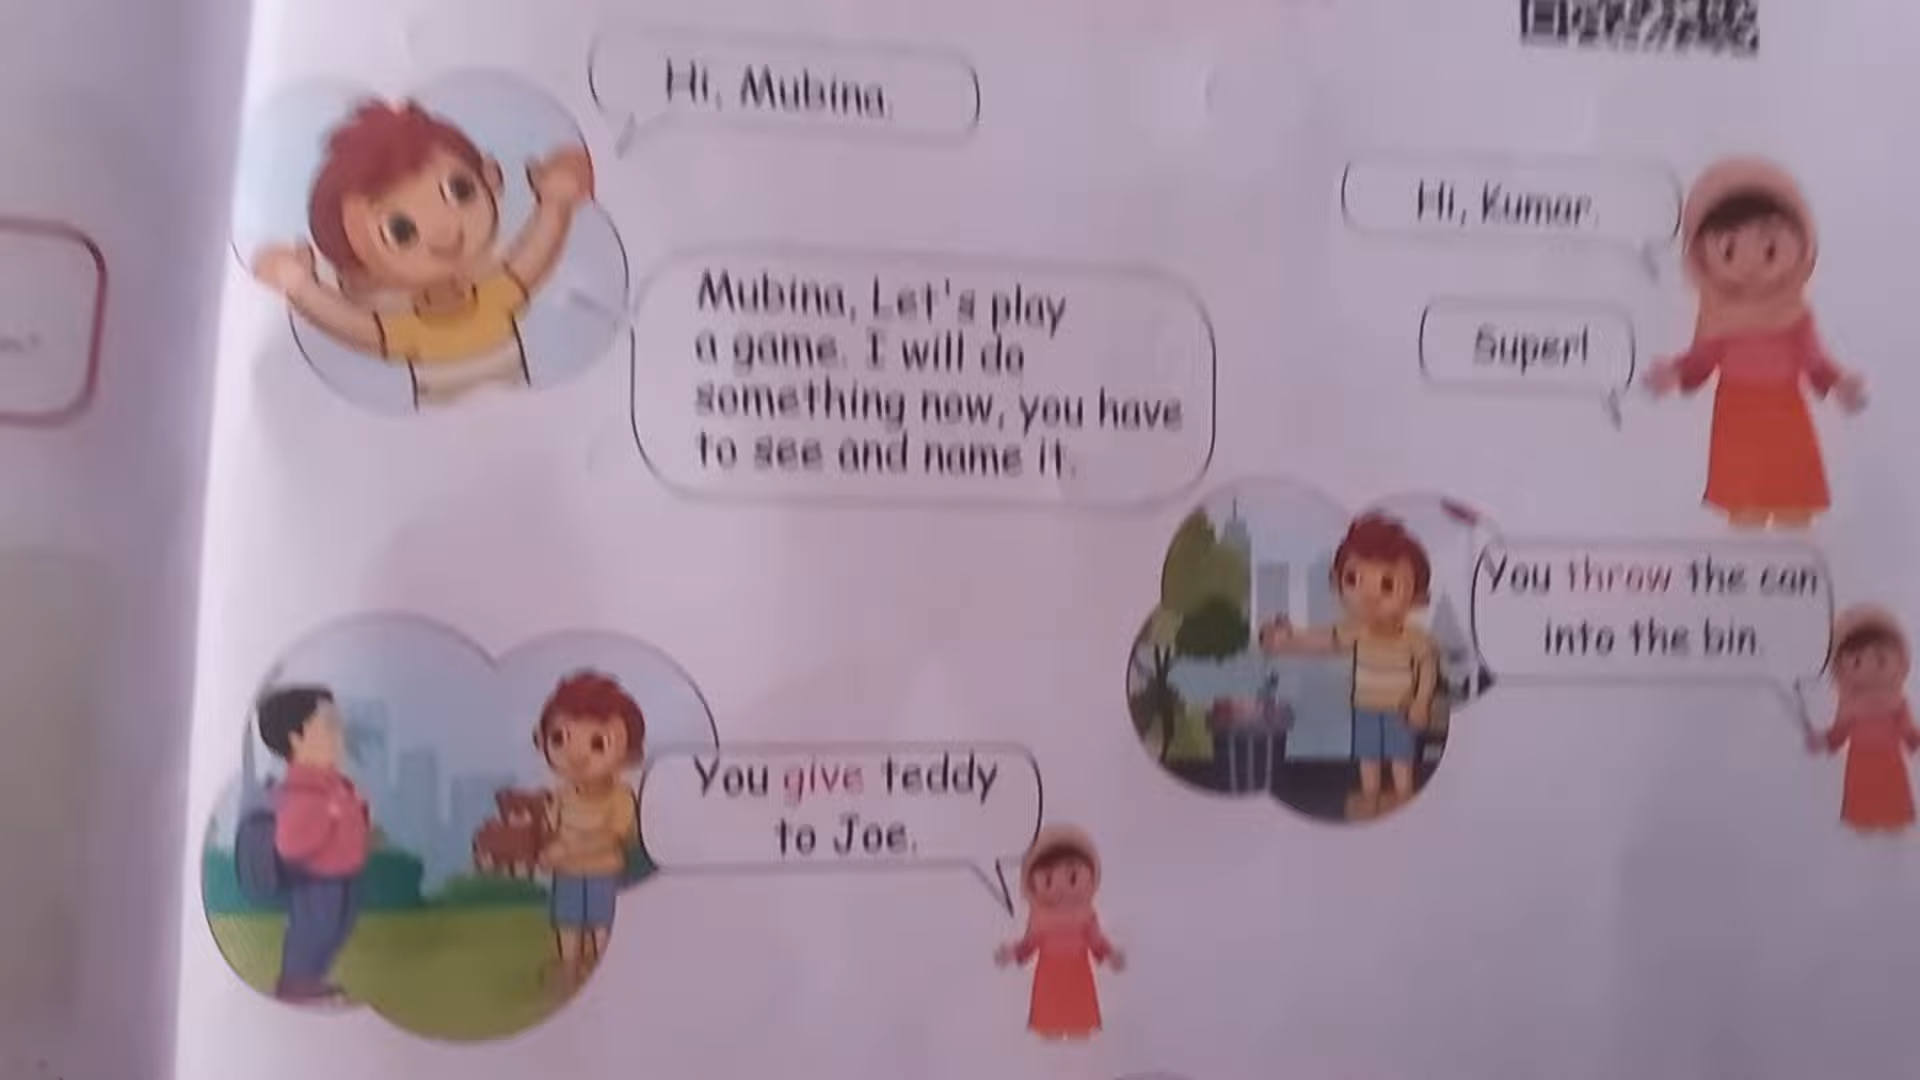 Hi, Mubina.
Hi, Kumar.
Mubina, Let's play
a game. I will do
something now, you have
to see and name it.
Super!
You throw the can
into the bin.
You give teddy
to Joe.